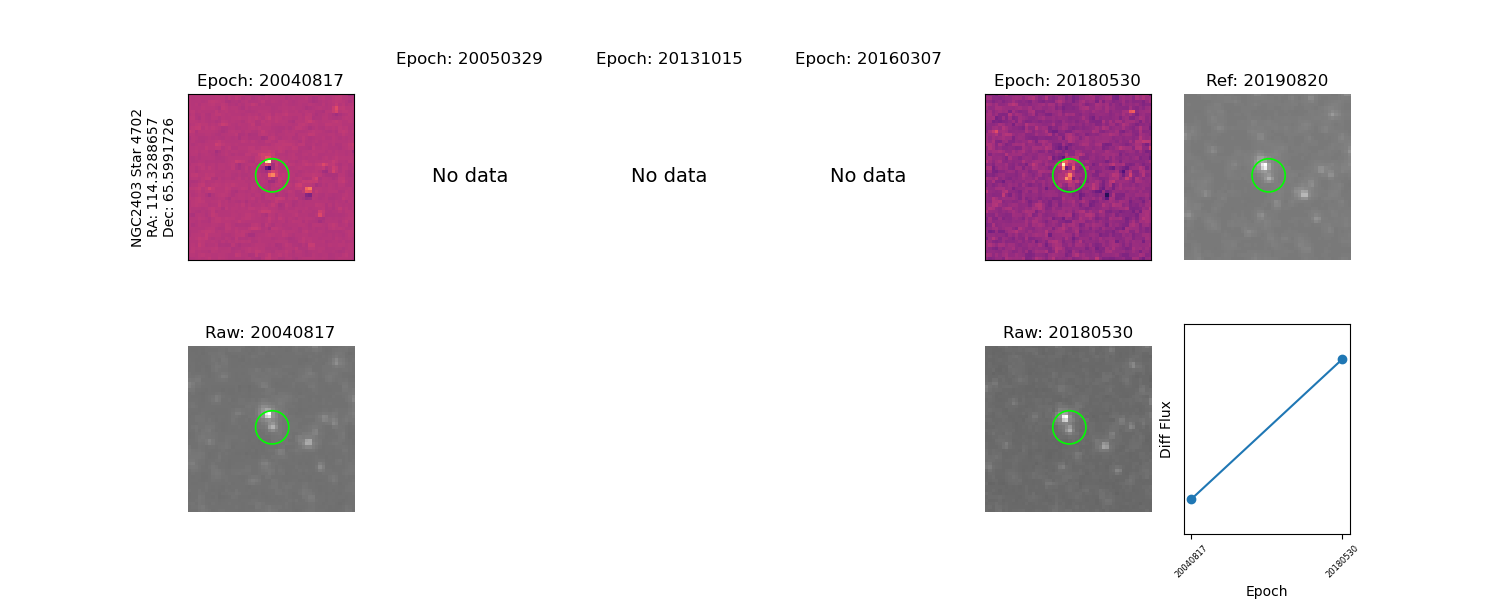 Epoch: 20040817
Epoch: 20050329
Epoch: 20131015
Epoch: 20160307
Epoch: 20180530
Ref: 20190820
NGC2403 Star 4702
RA: 114.3288657
Dec: 65.5991726
No data
No data
No data
Raw: 20040817
Raw: 20180530
Diff Flux
20040817
20180530
Epoch